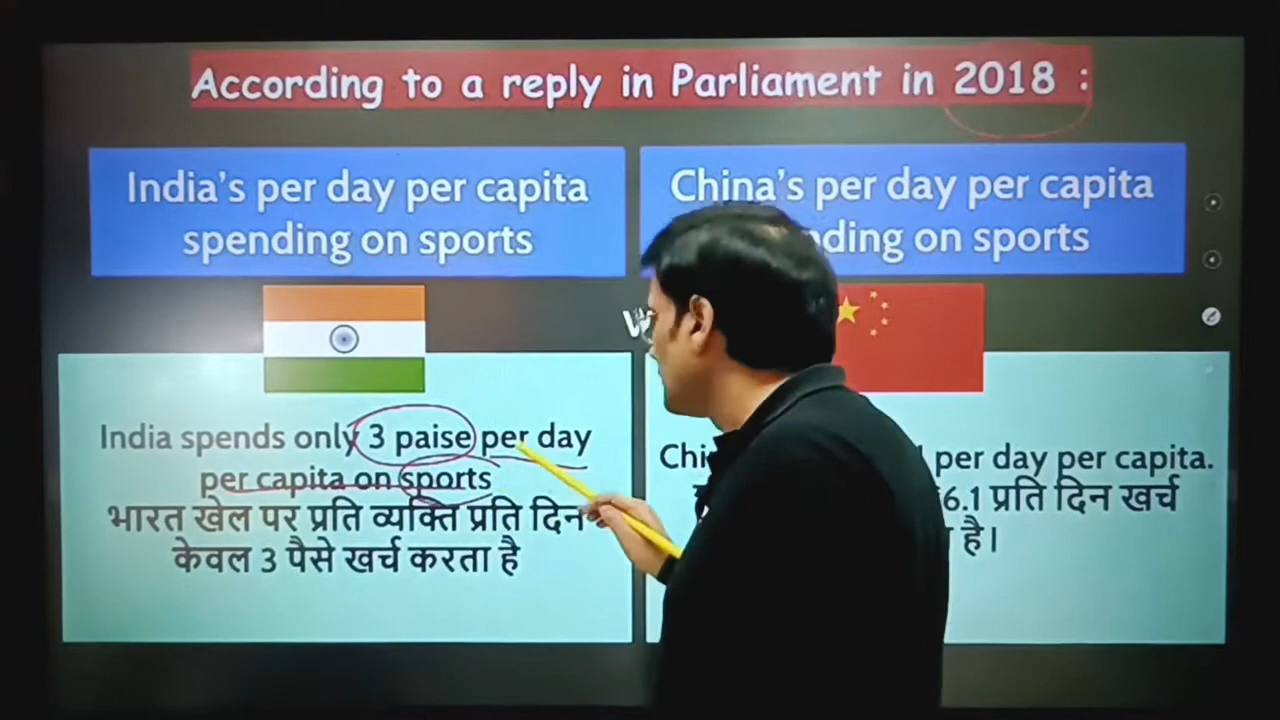 According to a reply in Parliament in 2018 :
India's per day per capita
spending on sports
China's per day per capita
on sports
India spends only 3 paise per day
per capita on sports
भारत खेल पर प्रति व्यक्ति प्रति दिन
केवल 3 पैसे खर्च करता है
per day per capita.
6.1 प्रति दिन खर्च
है।